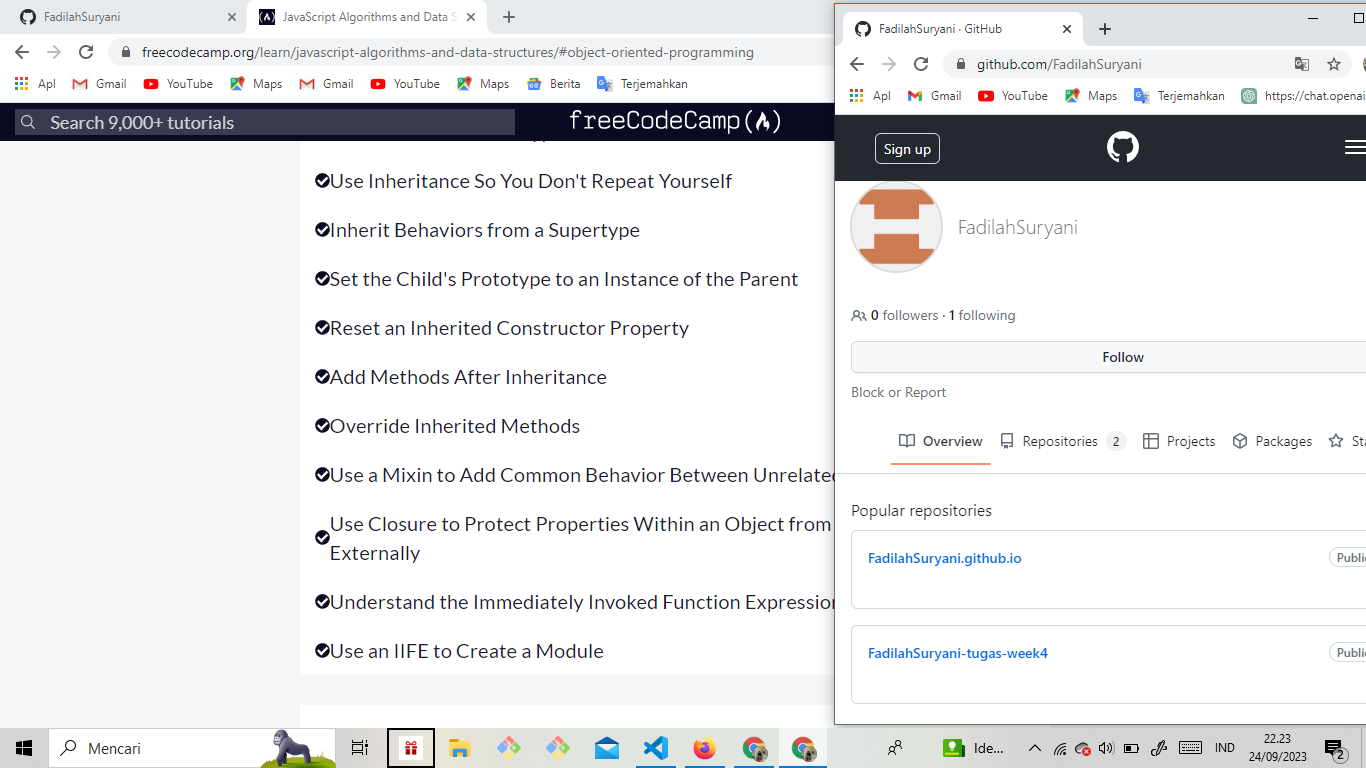 FadilahSuryani
JavaScript Algorithms and Data S
freecodecamp.org/learn/javascript-algorithms-and-data-structures/#object-oriented-programming
Apl
Gmail
YouTube
Maps
Gmail
YouTube
Maps
Berita
Terjemahkan
Search 9,000+ tutorials
freeCodeCamp
Use Inheritance So You Don't Repeat Yourself
Inherit Behaviors from a Supertype
Set the Child's Prototype to an Instance of the Parent
Reset an Inherited Constructor Property
Add Methods After Inheritance
Override Inherited Methods
Use a Mixin to Add Common Behavior Between Unrelated
Use Closure to Protect Properties Within an Object from
Externally
Understand the Immediately Invoked Function Expression
Use an IIFE to Create a Module
FadilahSuryani · GitHub
github.com/FadilahSuryani
Apl
Gmail
YouTube
Maps
Terjemahkan
https://chat.openai
Sign up
FadilahSuryani
0 followers · 1 following
Follow
Block or Report
Overview
Repositories 2
Projects
Packages
Sta
Popular repositories
FadilahSuryani.github.io
Public
FadilahSuryani-tugas-week4
Public
Mencari
Ide...
IND
22.23
24/09/2023
2